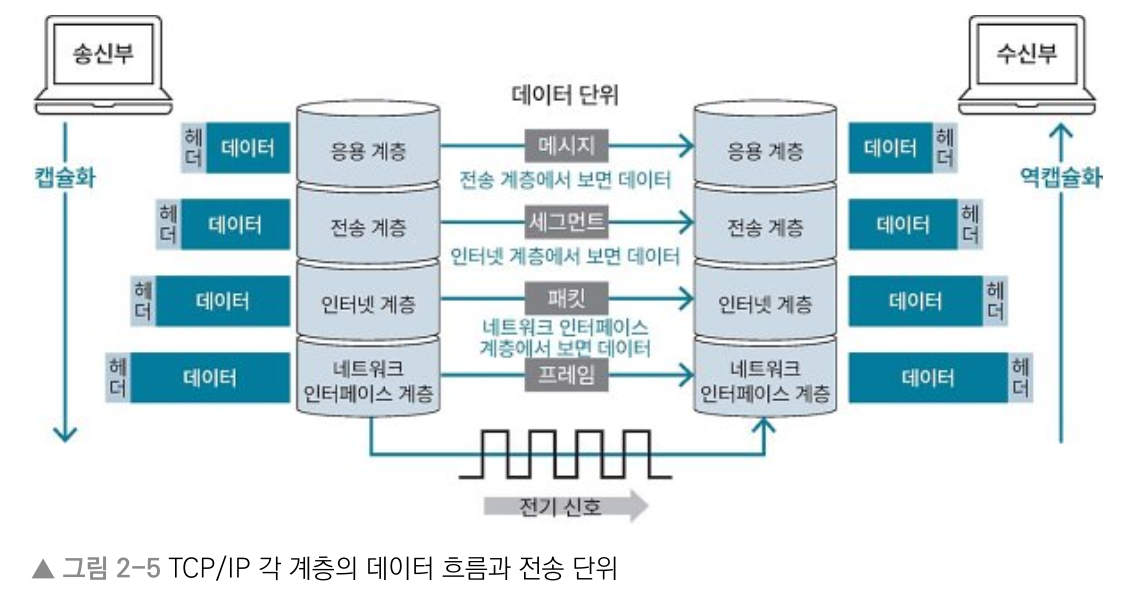 송신부
수신부
데이터 단위
캡슐화
역캡슐화
헤더
데이터
응용 계층
메시지
응용 계층
데이터
헤더
전송 계층에서 보면 데이터
헤더
데이터
전송 계층
세그먼트
전송 계층
데이터
헤더
인터넷 계층에서 보면 데이터
헤더
데이터
인터넷 계층
패킷
인터넷 계층
데이터
헤더
네트워크 인터페이스
계층에서 보면 데이터
헤더
데이터
네트워크
인터페이스 계층
프레임
네트워크
인터페이스 계층
데이터
헤더
전기 신호
▲ 그림 2-5 TCP/IP 각 계층의 데이터 흐름과 전송 단위